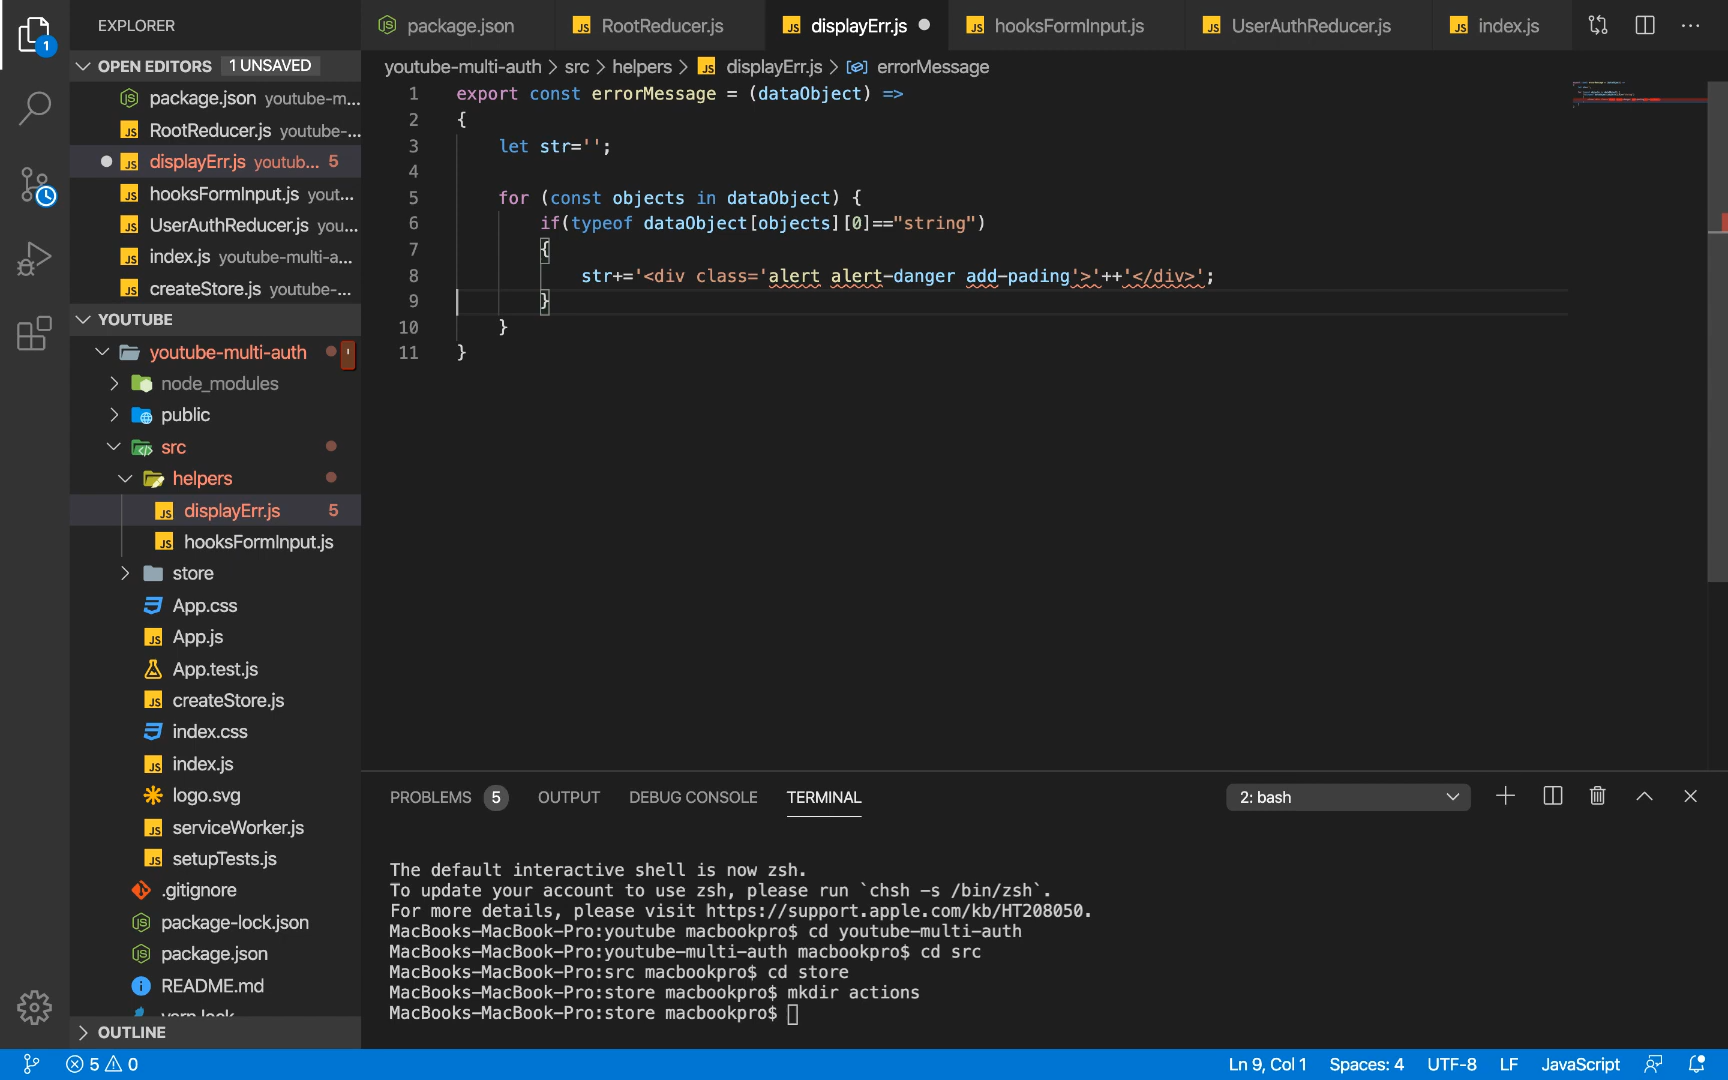 EXPLORER
OPEN EDITORS 1 UNSAVED
package.json youtube-m...
RootReducer.js youtube-...
displayErr.js youtub... 5
hooksFormInput.js yout...
UserAuthReducer.js you...
index.js youtube-multi-a...
createStore.js youtube-...
YOUTUBE
youtube-multi-auth
node_modules
public
src
helpers
displayErr.js 5
hooksFormInput.js
store
App.css
App.js
App.test.js
createStore.js
index.css
index.js
logo.svg
serviceWorker.js
setupTests.js
.gitignore
package-lock.json
package.json
README.md
yarn.lock
OUTLINE
package.json RootReducer.js displayErr.js hooksFormInput.js UserAuthReducer.js index.js
youtube-multi-auth > src > helpers > displayErr.js > errorMessage
1 export const errorMessage = (dataObject) =>
2 {
3 let str='';
4
5 for (const objects in dataObject) {
6 if(typeof dataObject[objects][0]=="string")
7 {
8 str+='<div class='alert alert-danger add-pading'>'++'</div>';
9 }
10 }
11 }
PROBLEMS 5 OUTPUT DEBUG CONSOLE TERMINAL 2: bash
The default interactive shell is now zsh.
To update your account to use zsh, please run `chsh -s /bin/zsh`.
For more details, please visit https://support.apple.com/kb/HT208050.
MacBooks-MacBook-Pro:youtube macbookpro$ cd youtube-multi-auth
MacBooks-MacBook-Pro:youtube-multi-auth macbookpro$ cd src
MacBooks-MacBook-Pro:src macbookpro$ cd store
MacBooks-MacBook-Pro:store macbookpro$ mkdir actions
MacBooks-MacBook-Pro:store macbookpro$
5 0 Ln 9, Col 1 Spaces: 4 UTF-8 LF JavaScript